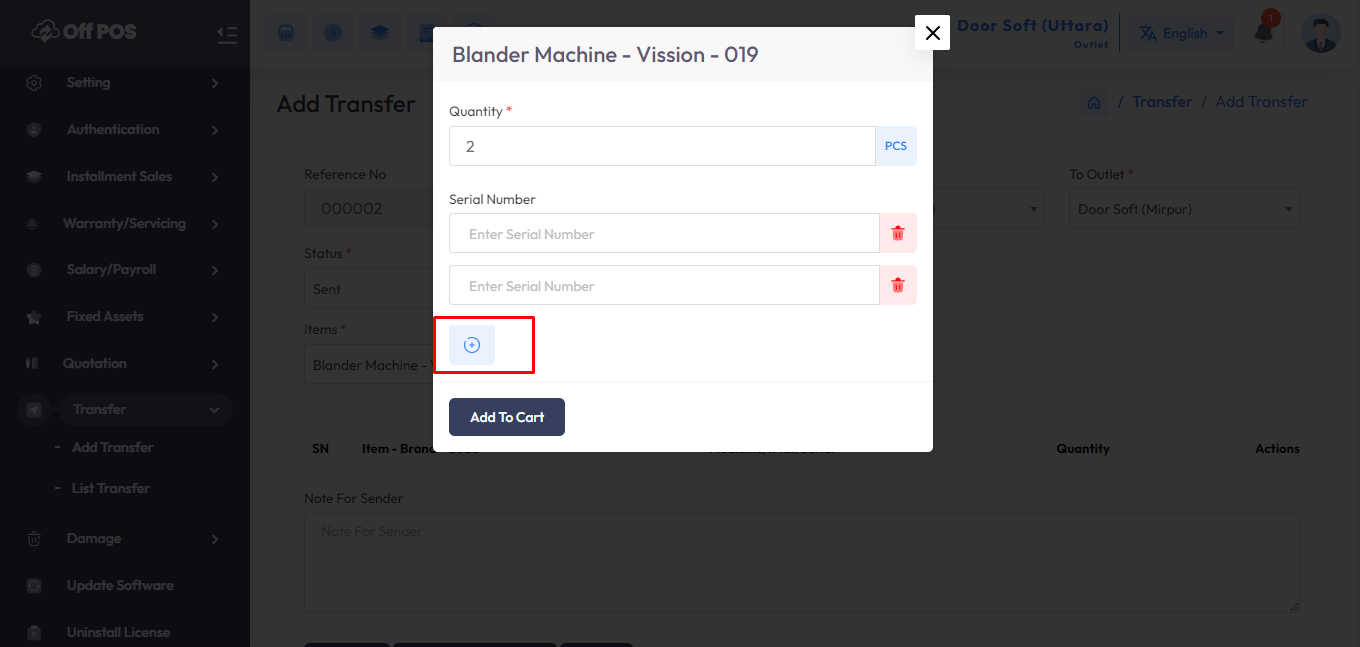 Off POS
Setting
Authentication
Installment Sales
Warranty/Servicing
Salary/Payroll
Fixed Assets
Quotation
Transfer
- Add Transfer
- List Transfer
Damage
Update Software
Uninstall License
Door Soft (Uttara)
Outlet
English
1
Add Transfer
/ Transfer / Add Transfer
Reference No
000002
To Outlet *
Door Soft (Mirpur)
Status *
Sent
Items *
Blander Machine -
Blander Machine - Vission - 019
Quantity *
2
PCS
Serial Number
Enter Serial Number
Enter Serial Number
Add To Cart
SN
Item - Brand
Quantity
Actions
Note For Sender
Note For Sender